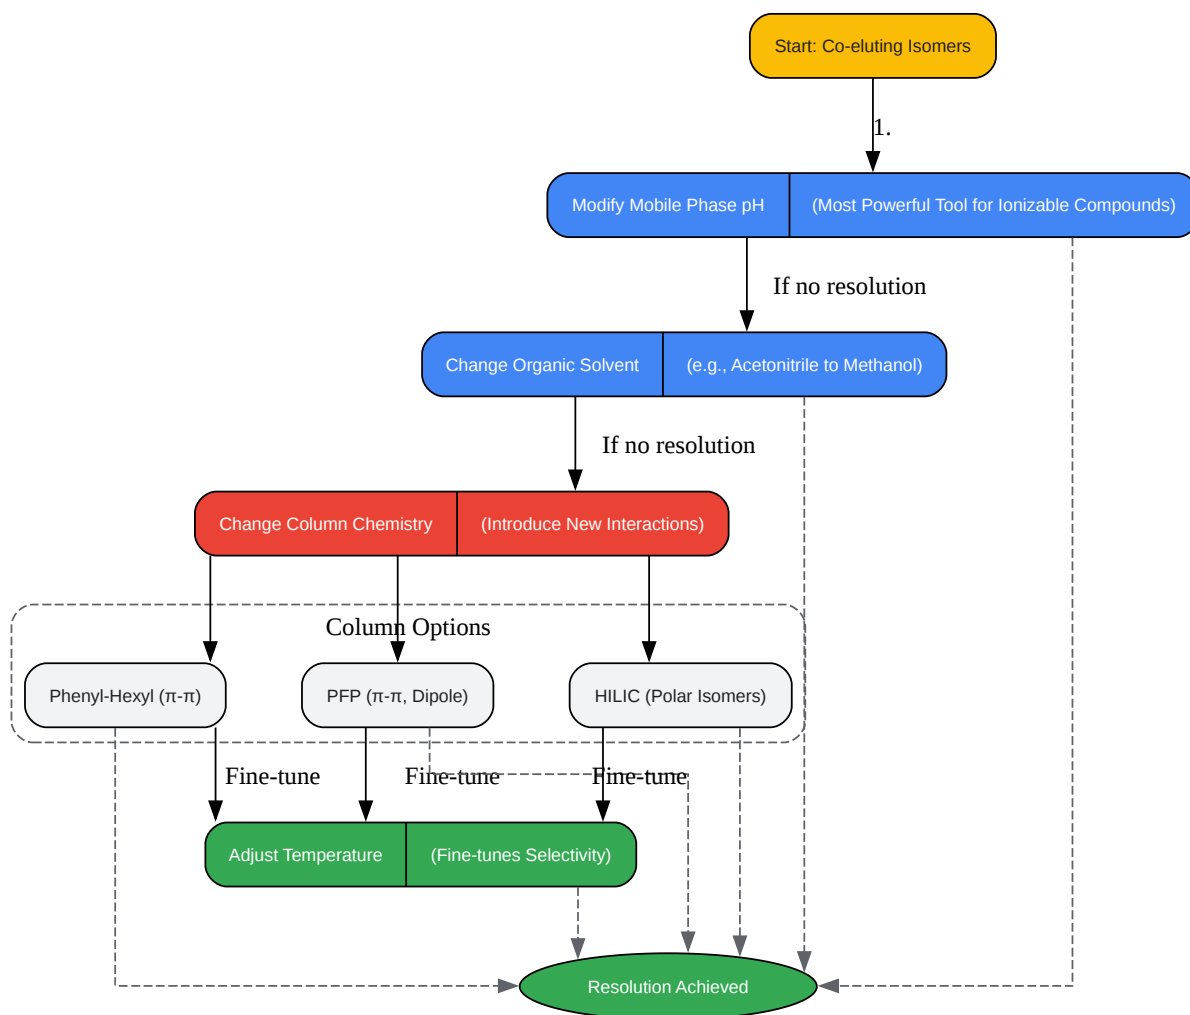 Start: Co-eluting Isomers
1.
Modify Mobile Phase pH (Most Powerful Tool for Ionizable Compounds)
If no resolution
Change Organic Solvent (e.g., Acetonitrile to Methanol)
If no resolution
Change Column Chemistry (Introduce New Interactions)
Column Options
Phenyl-Hexyl (π-π) PFP (π-π, Dipole) HILIC (Polar Isomers)
Fine-tune Fine-tune Fine-tune
Adjust Temperature (Fine-tunes Selectivity)
Resolution Achieved